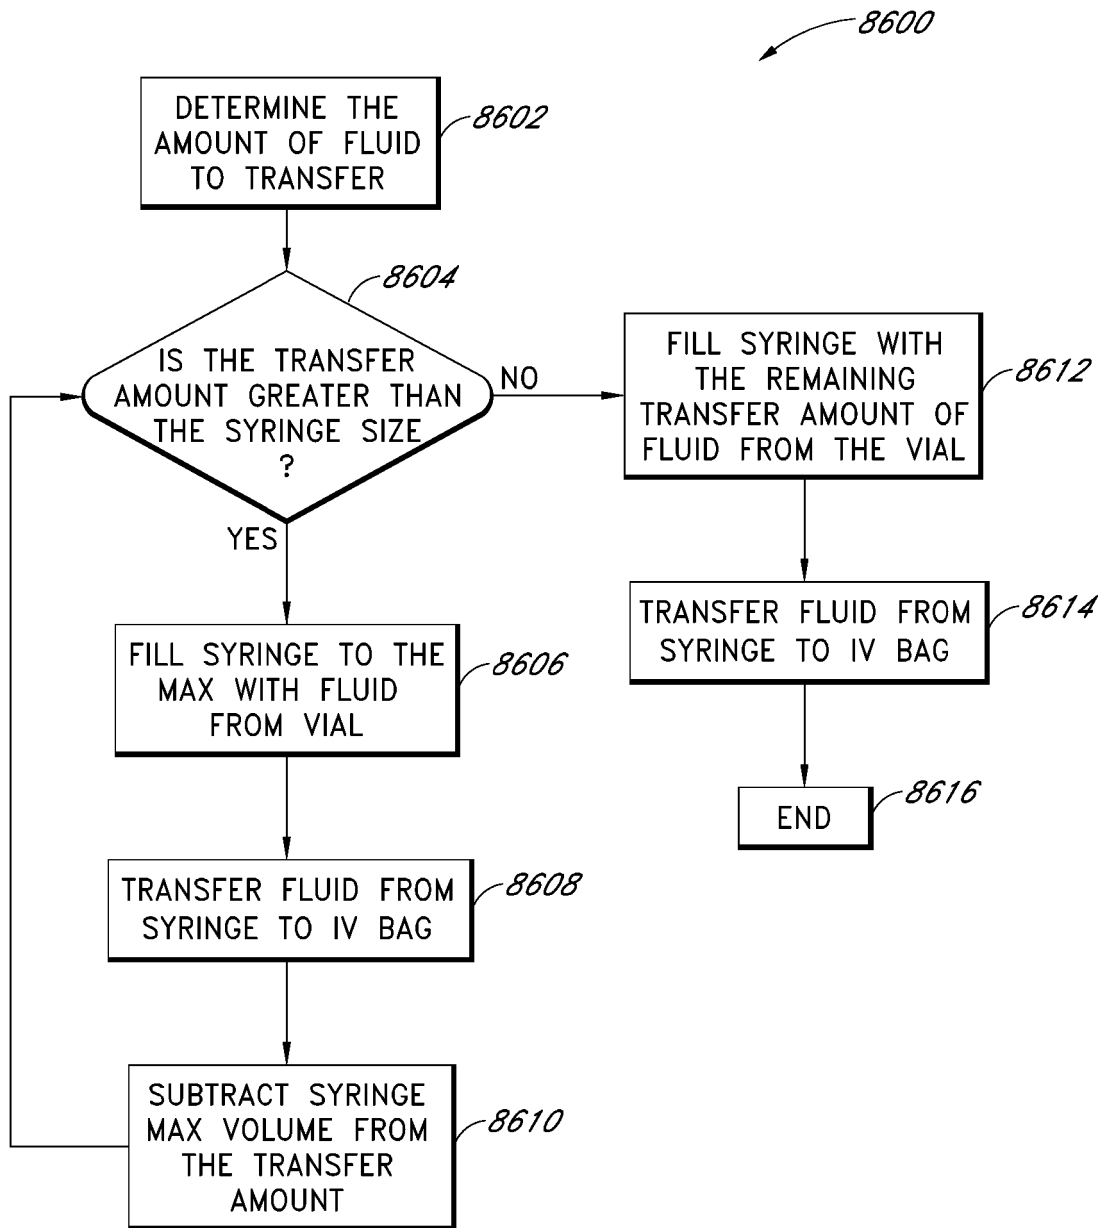 8600
DETERMINE THE
AMOUNT OF FLUID
TO TRANSFER
8602
8604
IS THE TRANSFER
AMOUNT GREATER THAN
THE SYRINGE SIZE
?
NO
YES
FILL SYRINGE TO THE
MAX WITH FLUID
FROM VIAL
8606
TRANSFER FLUID FROM
SYRINGE TO IV BAG
8608
SUBTRACT SYRINGE
MAX VOLUME FROM
THE TRANSFER
AMOUNT
8610
FILL SYRINGE WITH
THE REMAINING
TRANSFER AMOUNT OF
FLUID FROM THE VIAL
8612
TRANSFER FLUID FROM
SYRINGE TO IV BAG
8614
END
8616